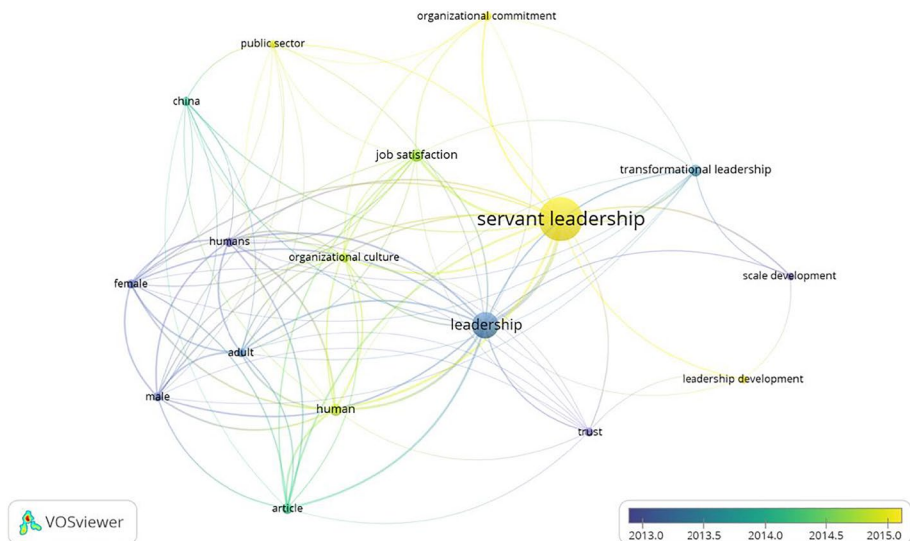 organizational commitment
public sector
china
job satisfaction
transformational leadership
servant leadership
humans
organizational culture
scale development
female
leadership
adult
leadership development
male
human
trust
article
VOSviewer
2013.0 2013.5 2014.0 2014.5 2015.0